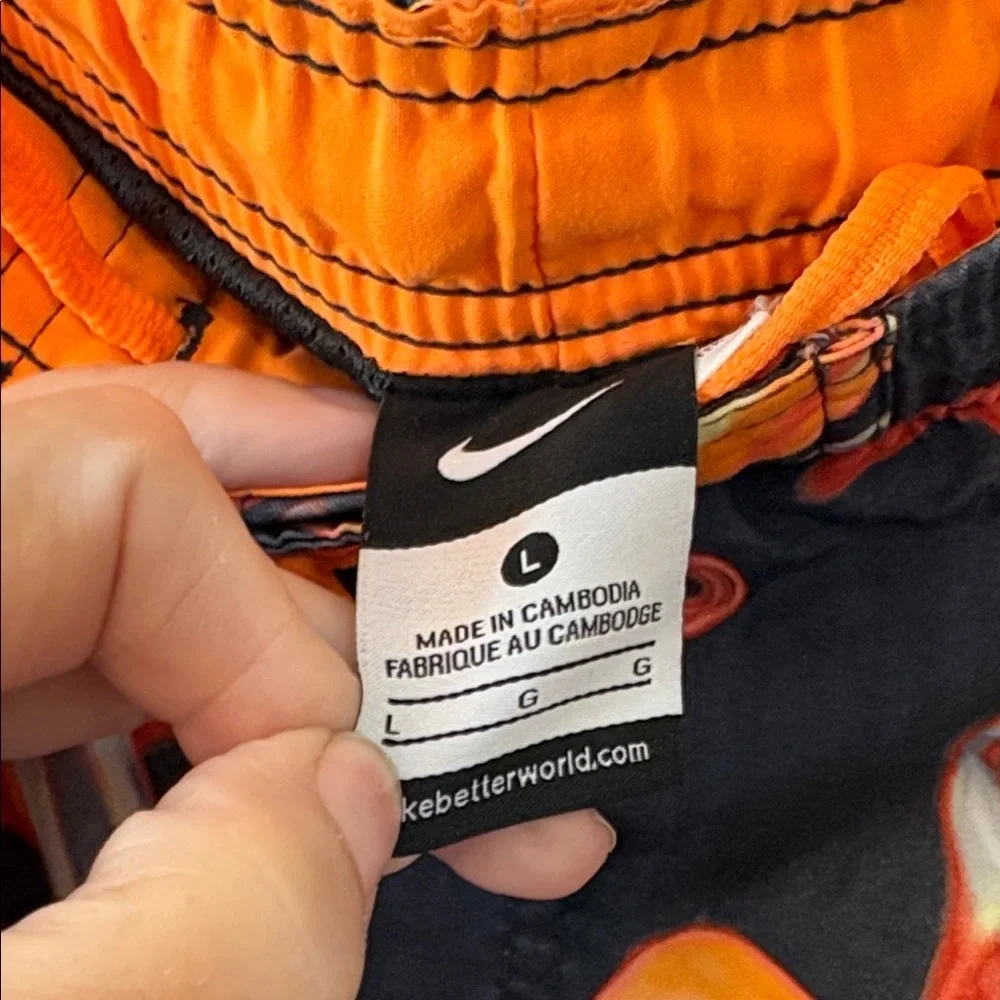 L
MADE IN CAMBODIA
FABRIQUE AU CAMBODGE
L G G
kebetterworld.com